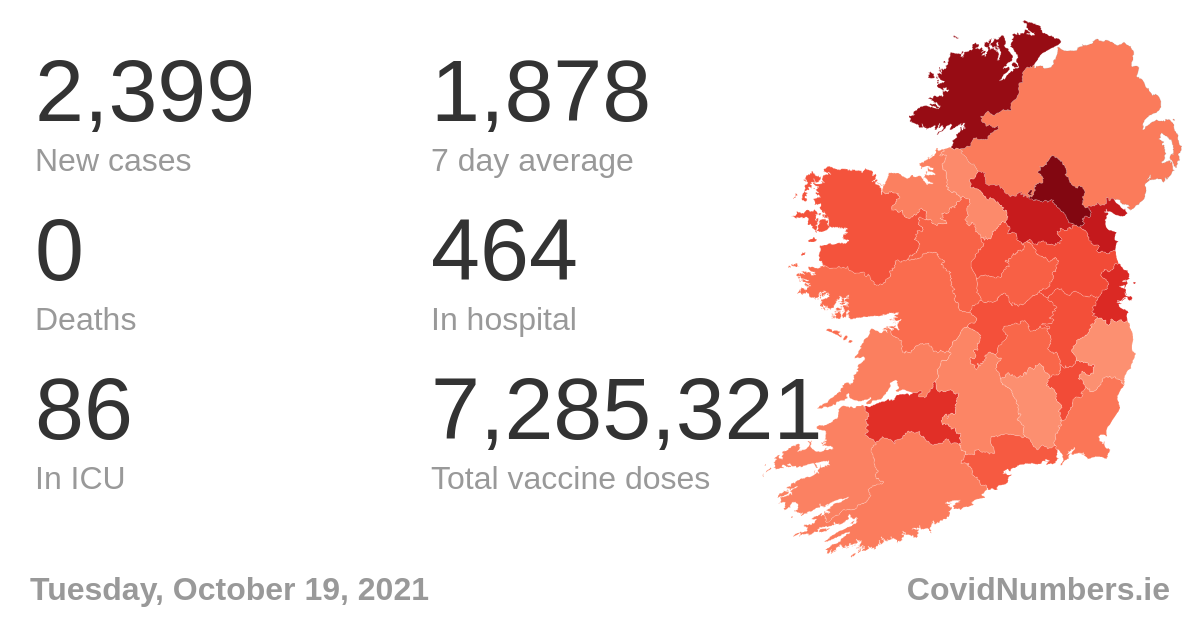 2,399
New cases
1,878
7 day average
0
Deaths
464
In hospital
86
In ICU
7,285,321
Total vaccine doses
Tuesday, October 19, 2021
CovidNumbers.ie